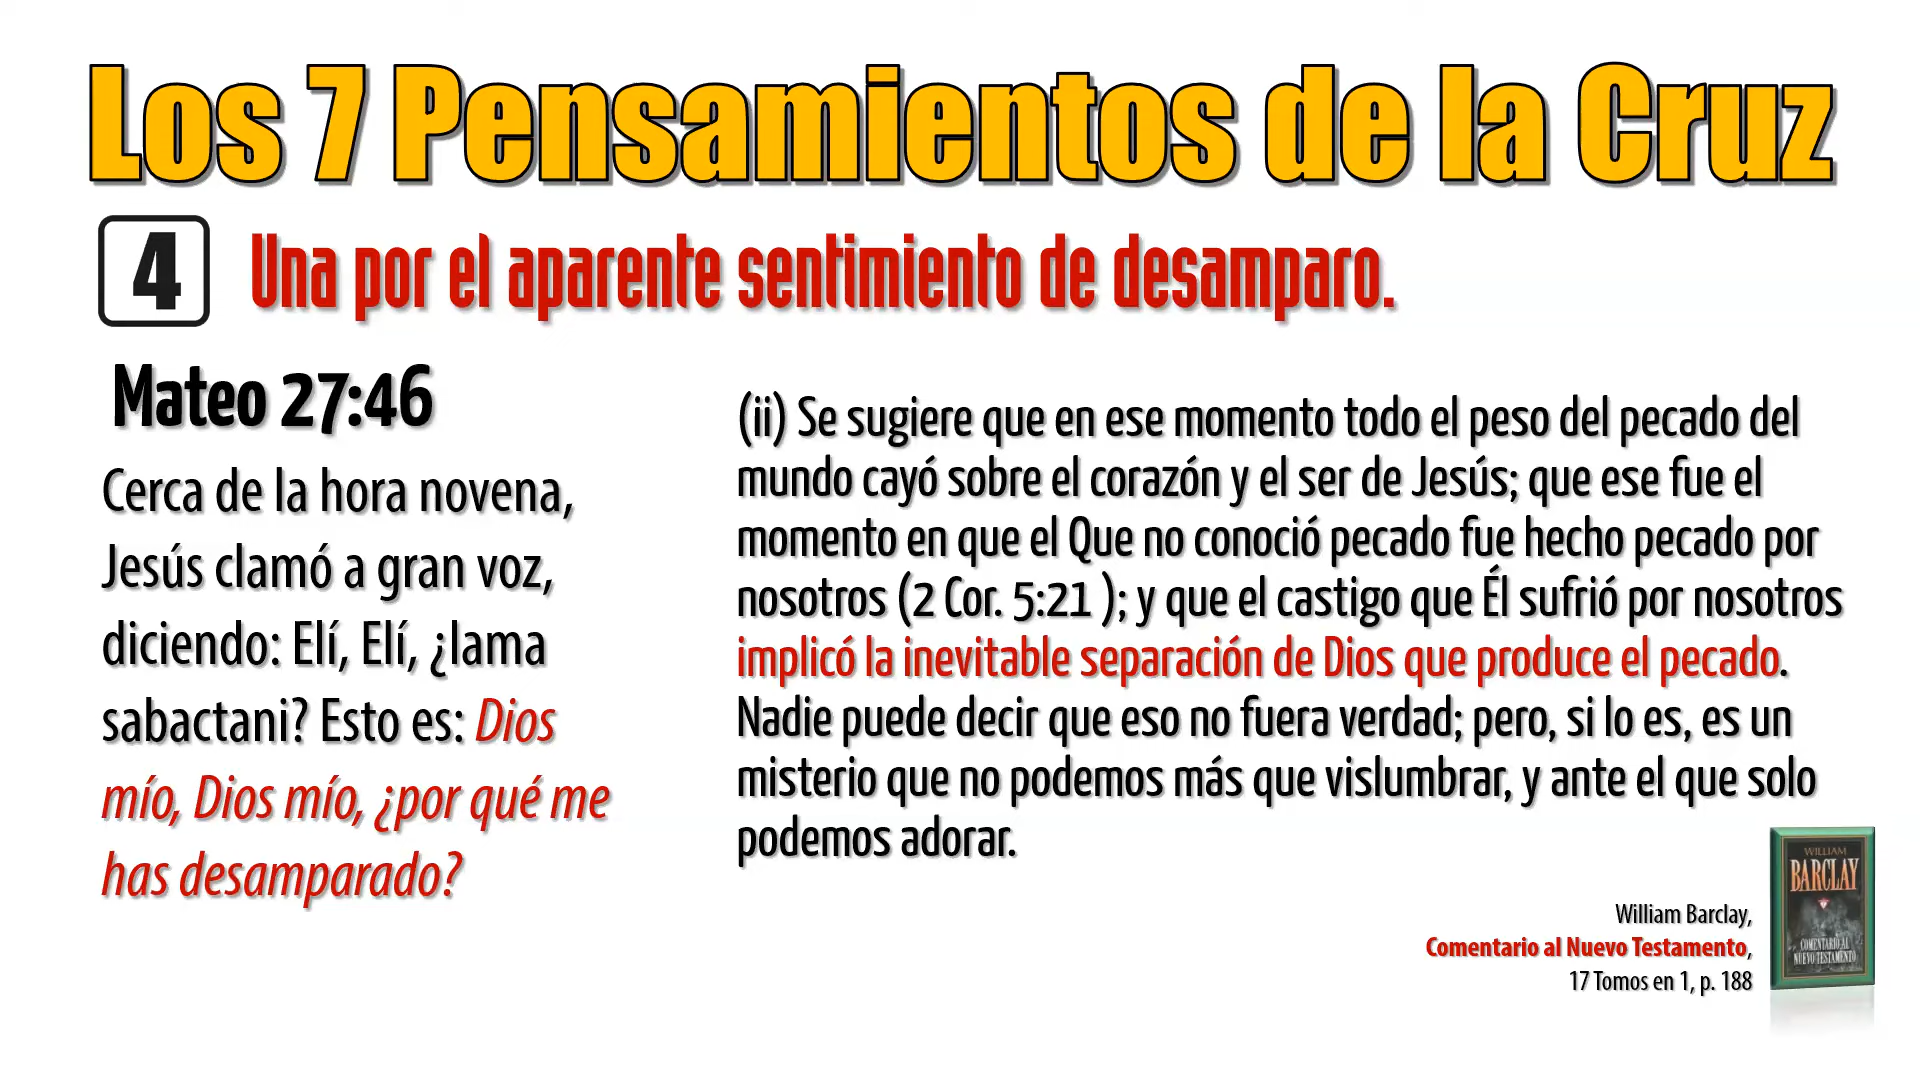 Los 7 Pensamientos de la Cruz
4 Una por el aparente sentimiento de desamparo.
Mateo 27:46
Cerca de la hora novena,
Jesús clamó a gran voz,
diciendo: Elí, Elí, ¿lama
sabactani? Esto es: Dios
mío, Dios mío, ¿por qué me
has desamparado?
(ii) Se sugiere que en ese momento todo el peso del pecado del
mundo cayó sobre el corazón y el ser de Jesús; que ese fue el
momento en que el Que no conoció pecado fue hecho pecado por
nosotros (2 Cor. 5:21 ); y que el castigo que Él sufrió por nosotros
implicó la inevitable separación de Dios que produce el pecado.
Nadie puede decir que eso no fuera verdad; pero, si lo es, es un
misterio que no podemos más que vislumbrar, y ante el que solo
podemos adorar.
William Barclay,
Comentario al Nuevo Testamento,
17 Tomos en 1, p. 188
WILLIAM
BARCLAY
COMENTARIO AL
NUEVO TESTAMENTO